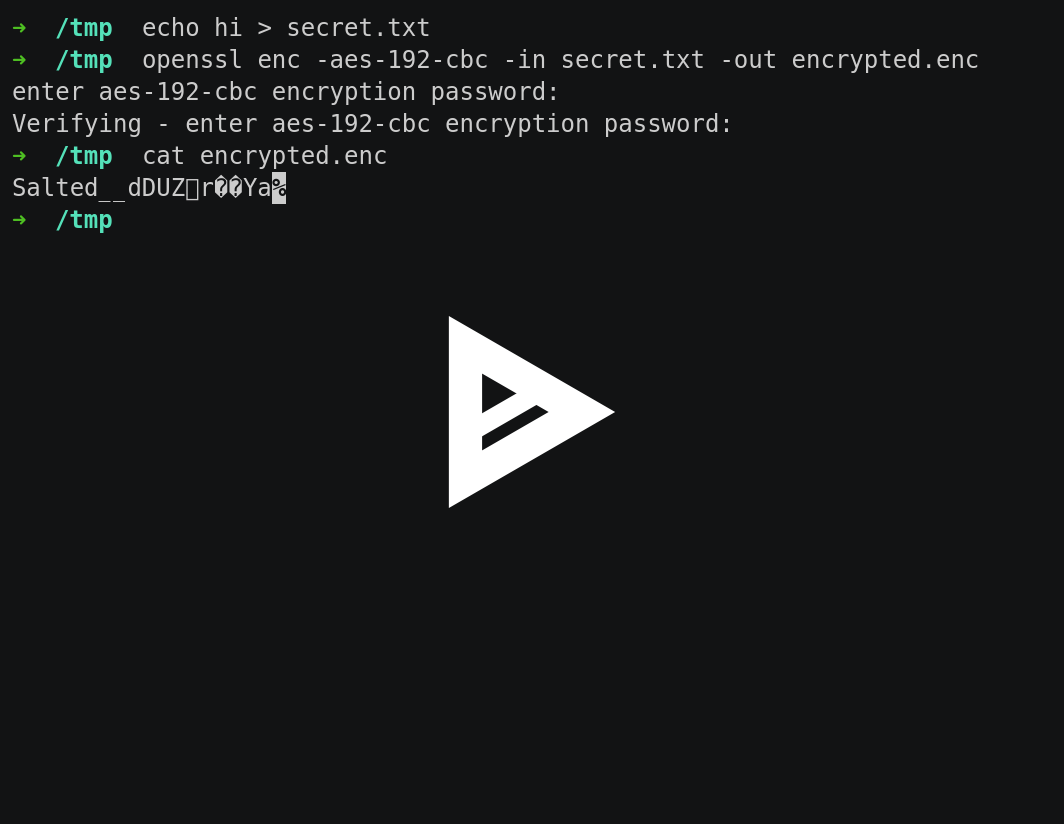 ➜  /tmp  echo hi > secret.txt
➜  /tmp  openssl enc -aes-192-cbc -in secret.txt -out encrypted.enc
enter aes-192-cbc encryption password:
Verifying - enter aes-192-cbc encryption password:
➜  /tmp  cat encrypted.enc
Salted__dDUZ▯r��Ya%
➜  /tmp